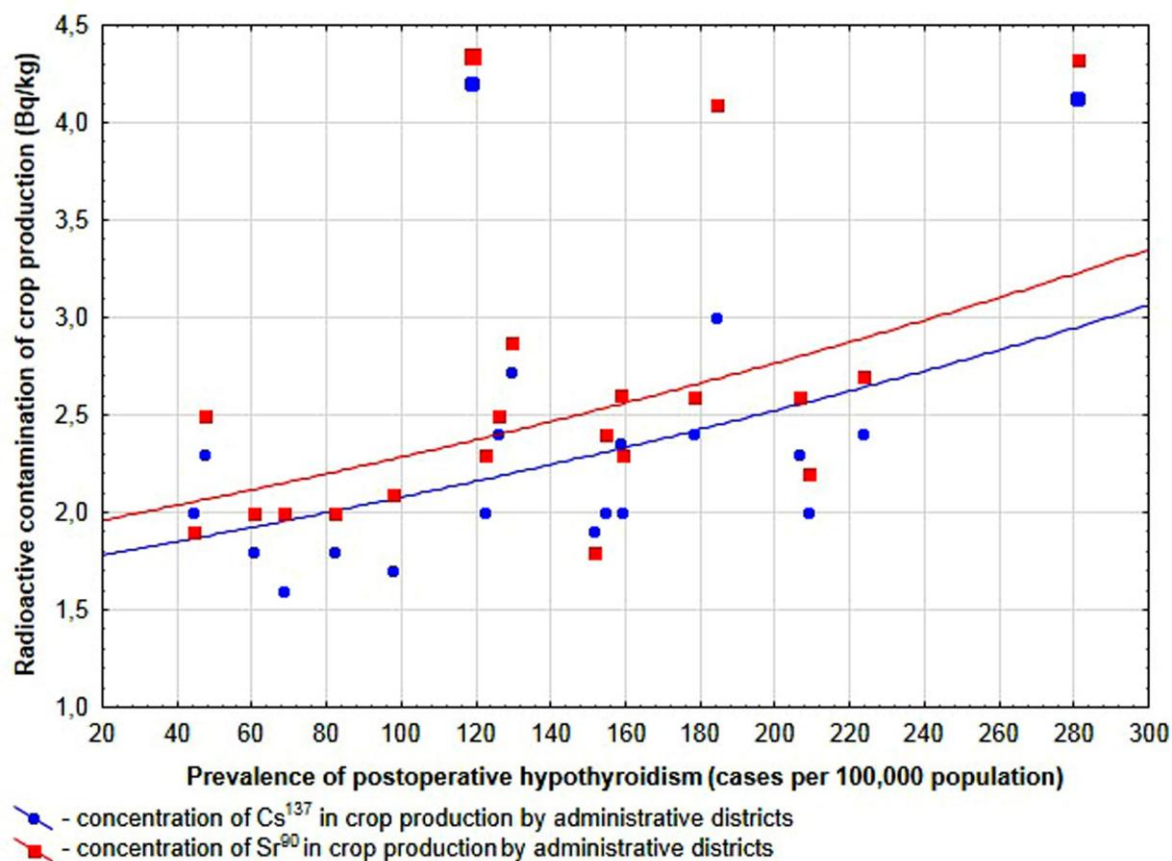 Radioactive contamination of crop production (Bq/kg)
4,5
4,0
3,5
3,0
2,5
2,0
1,5
1,0
20 40 60 80 100 120 140 160 180 200 220 240 260 280 300
Prevalence of postoperative hypothyroidism (cases per 100,000 population)
- concentration of Cs¹³⁷ in crop production by administrative districts
- concentration of Sr⁹⁰ in crop production by administrative districts